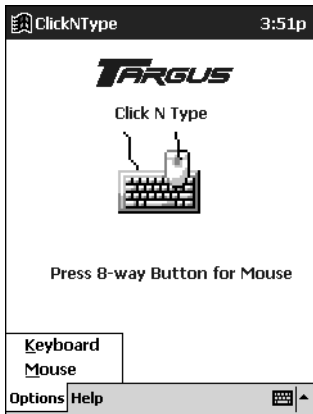 ClickNType 3:51p
TARGUS
Click N Type
Press 8-way Button for Mouse
Keyboard
Mouse
Options Help